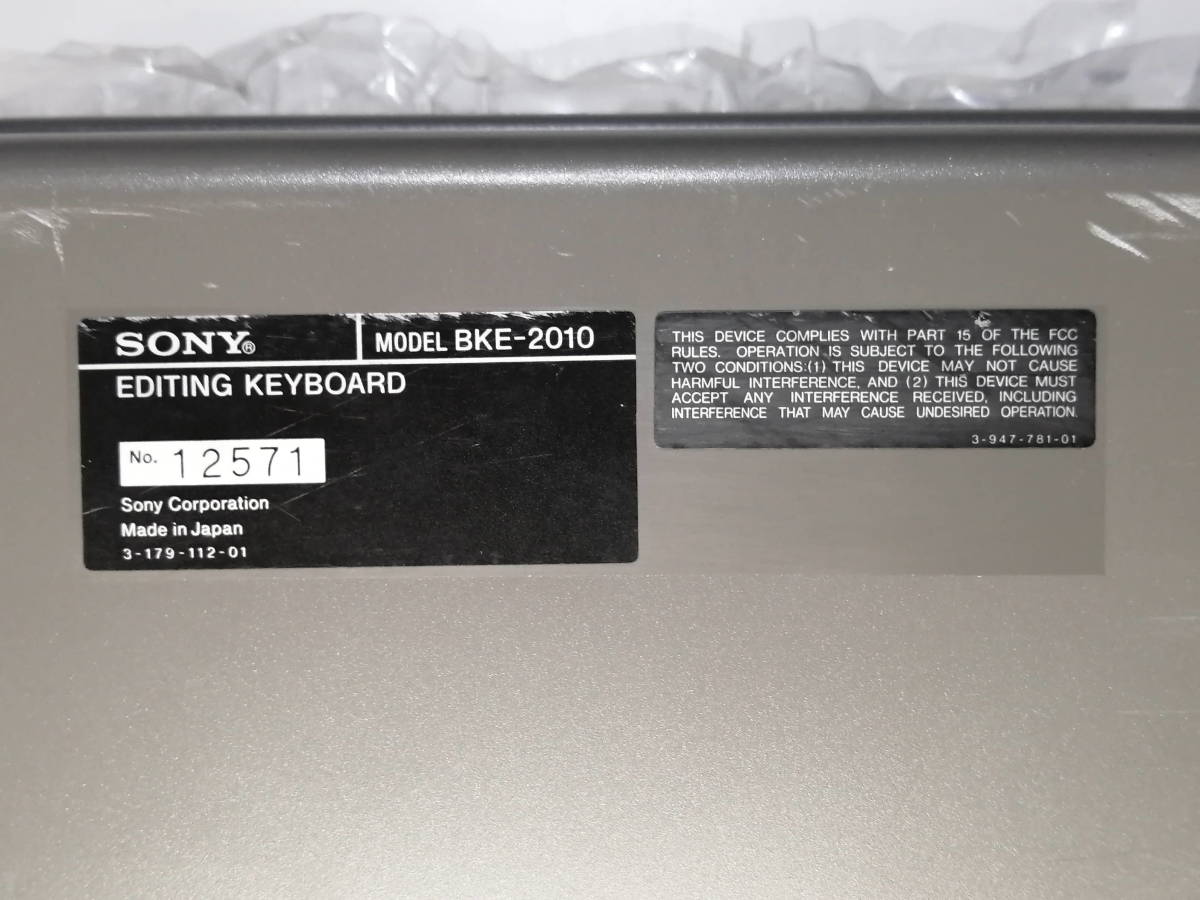 SONY®
MODEL BKE-2010
EDITING KEYBOARD
No. 12571
Sony Corporation
Made in Japan
3-179-112-01
THIS DEVICE COMPLIES WITH PART 15 OF THE FCC
RULES. OPERATION IS SUBJECT TO THE FOLLOWING
TWO CONDITIONS:(1) THIS DEVICE MAY NOT CAUSE
HARMFUL INTERFERENCE, AND (2) THIS DEVICE MUST
ACCEPT ANY INTERFERENCE RECEIVED, INCLUDING
INTERFERENCE THAT MAY CAUSE UNDESIRED OPERATION.
3-947-781-01